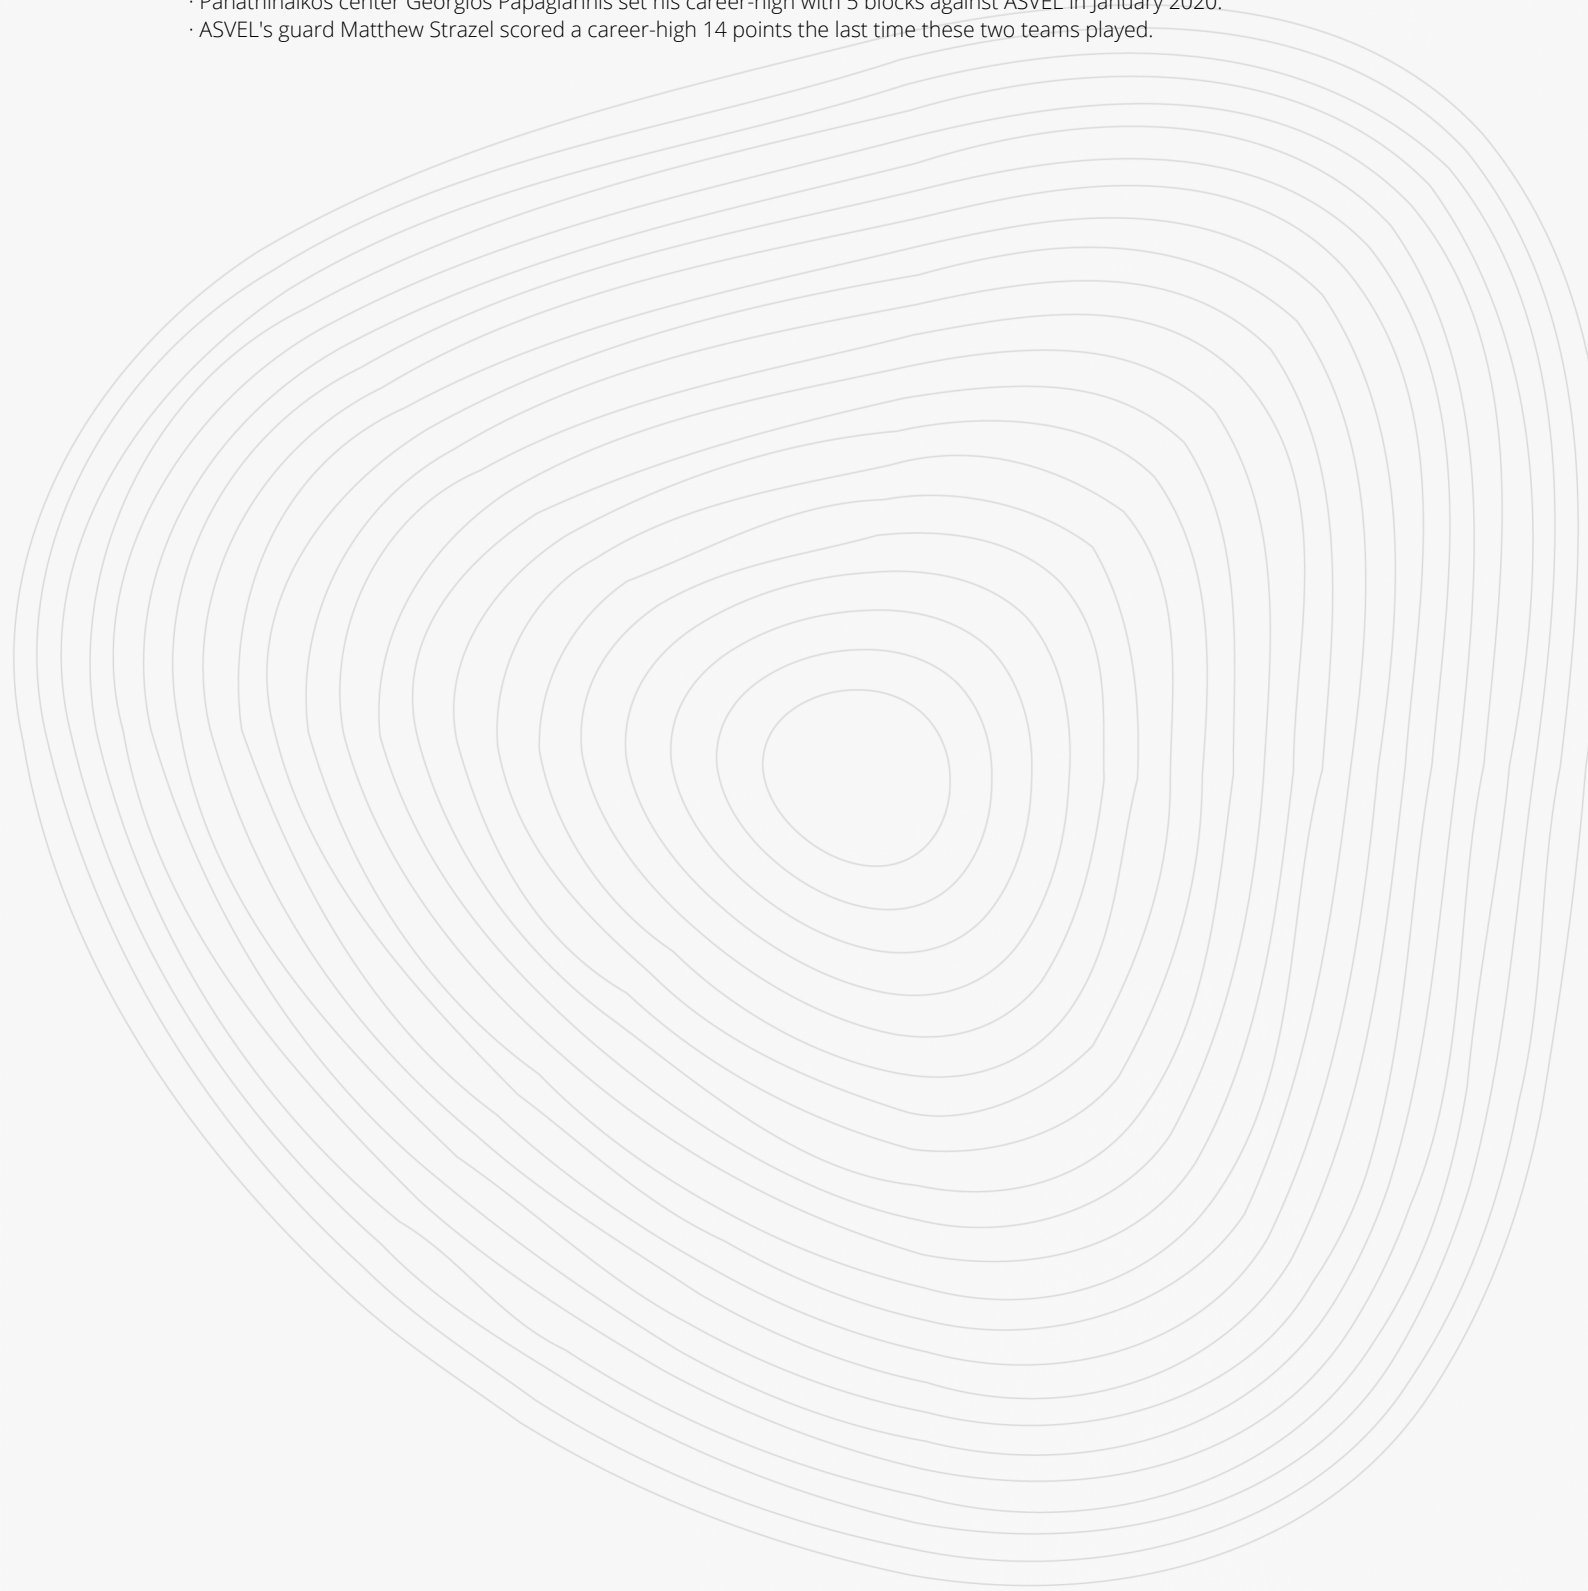 · Panathinaikos center Georgios Papagiannis set his career-high with 5 blocks against ASVEL in January 2020.
· ASVEL's guard Matthew Strazel scored a career-high 14 points the last time these two teams played.